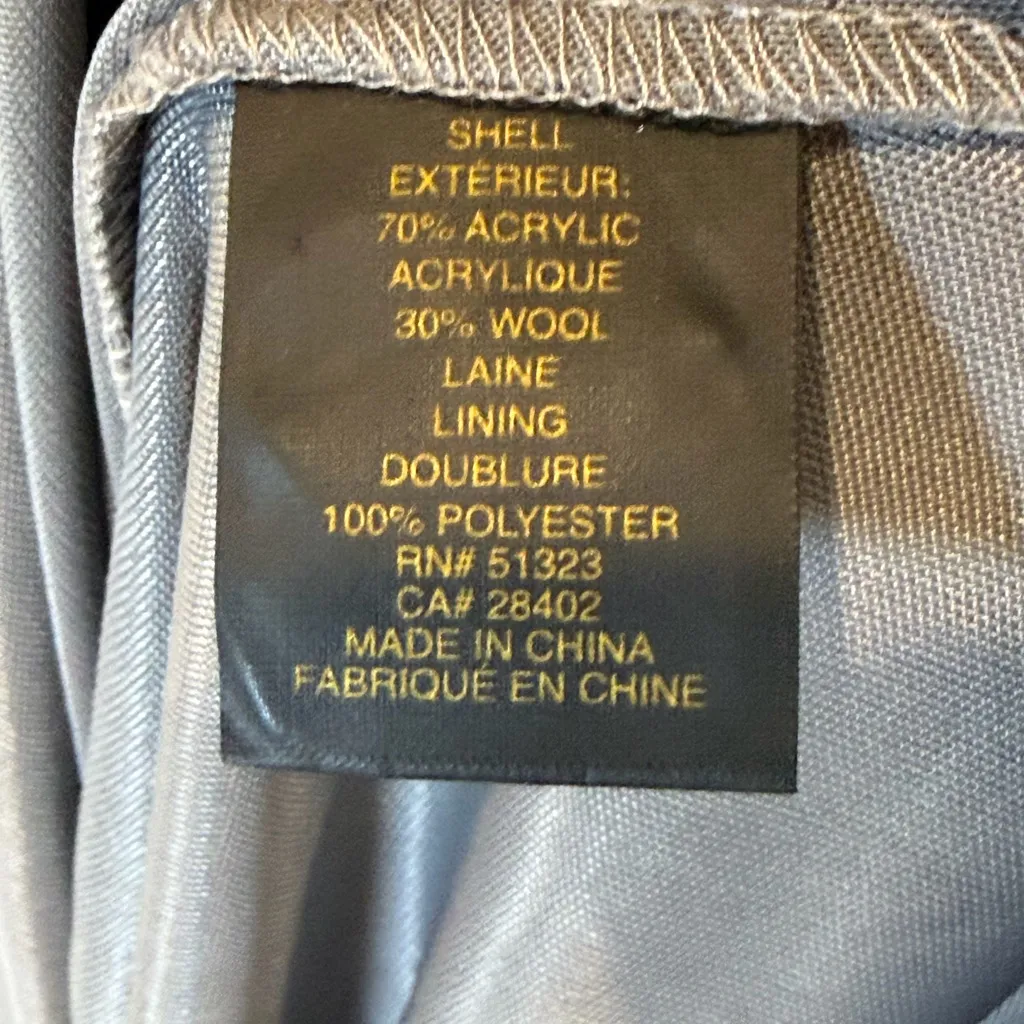 SHELL
EXTÉRIEUR:
70% ACRYLIC
ACRYLIQUE
30% WOOL
LAINE
LINING
DOUBLURE
100% POLYESTER
RN# 51323
CA# 28402
MADE IN CHINA
FABRIQUÉ EN CHINE